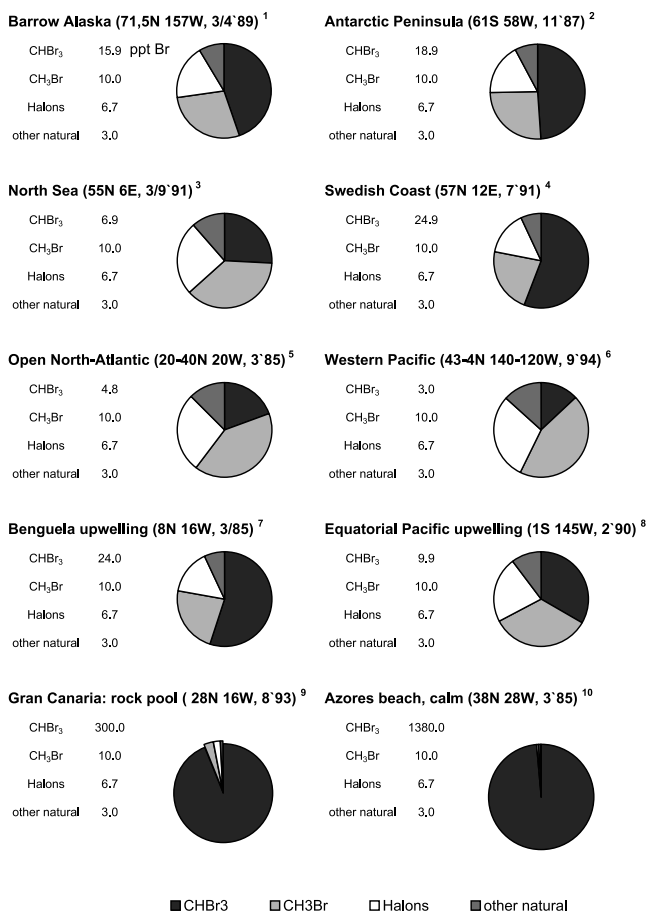 Barrow Alaska (71,5N 157W, 3/4`89) 1
CHBr₃ 15.9 ppt Br
CH₃Br 10.0
Halons 6.7
other natural 3.0
Antarctic Peninsula (61S 58W, 11`87) 2
CHBr₃ 18.9
CH₃Br 10.0
Halons 6.7
other natural 3.0
North Sea (55N 6E, 3/9`91) 3
CHBr₃ 6.9
CH₃Br 10.0
Halons 6.7
other natural 3.0
Swedish Coast (57N 12E, 7`91) 4
CHBr₃ 24.9
CH₃Br 10.0
Halons 6.7
other natural 3.0
Open North-Atlantic (20-40N 20W, 3`85) 5
CHBr₃ 4.8
CH₃Br 10.0
Halons 6.7
other natural 3.0
Western Pacific (43-4N 140-120W, 9`94) 6
CHBr₃ 3.0
CH₃Br 10.0
Halons 6.7
other natural 3.0
Benguela upwelling (8N 16W, 3/85) 7
CHBr₃ 24.0
CH₃Br 10.0
Halons 6.7
other natural 3.0
Equatorial Pacific upwelling (1S 145W, 2`90) 8
CHBr₃ 9.9
CH₃Br 10.0
Halons 6.7
other natural 3.0
Gran Canaria: rock pool ( 28N 16W, 8`93) 9
CHBr₃ 300.0
CH₃Br 10.0
Halons 6.7
other natural 3.0
Azores beach, calm (38N 28W, 3`85) 10
CHBr₃ 1380.0
CH₃Br 10.0
Halons 6.7
other natural 3.0
CHBr3 CH3Br Halons other natural